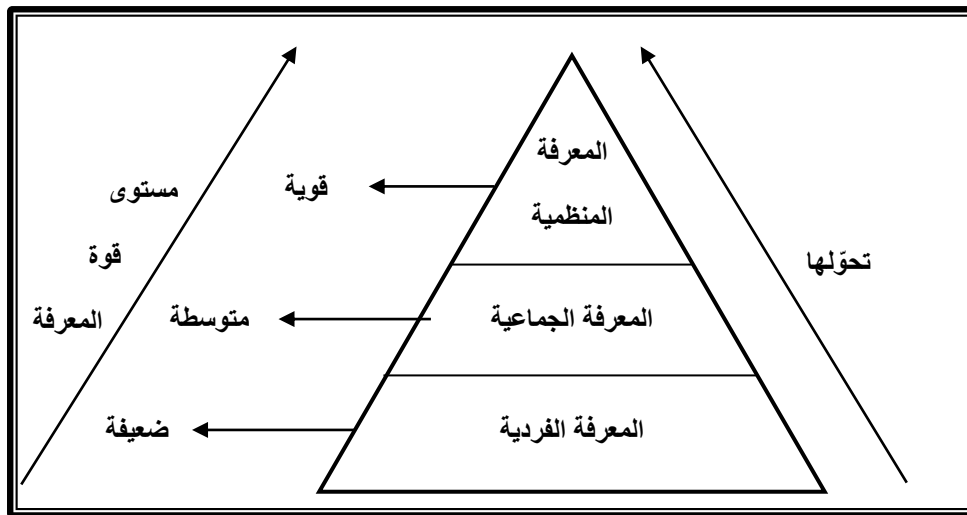 المعرفة
المنظمية
قوية
مستوى
قوة
المعرفة
تحوّلها
المعرفة الجماعية
متوسطة
المعرفة الفردية
ضعيفة